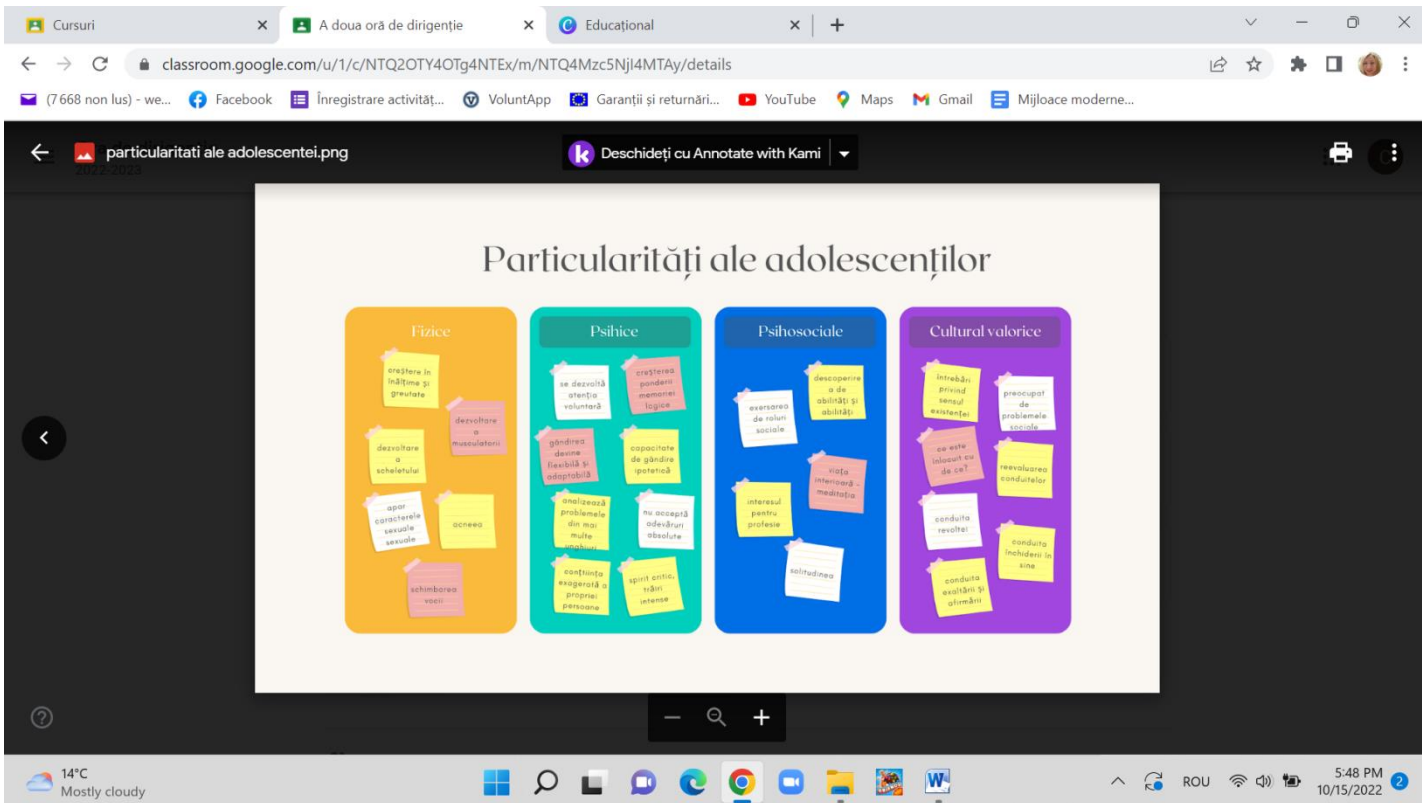 Cursuri
A doua oră de dirigenție
Educațional
classroom.google.com/u/1/c/NTQ2OTY4OTg4NTEx/m/NTQ4Mzc5NjI4MTAy/details
(7 668 non lus) - we...
Facebook
Înregistrare activităț...
VoluntApp
Garanții și returnări...
YouTube
Maps
Gmail
Mijloace moderne...
particularitati ale adolescentei.png
2022-2023
Deschideți cu Annotate with Kami
Particularități ale adolescenților
Fizice
creștere în
înălțime și
greutate
dezvoltare
a
musculaturii
dezvoltare
a
scheletului
apar
caracterele
sexuale
sexuale
acneea
schimbarea
vocii
Psihice
se dezvoltă
atenția
voluntară
creșterea
ponderii
memoriei
logice
gândirea
devine
flexibilă și
adaptabilă
capacitate
de gândire
ipotetică
analizează
problemele
din mai
multe
unghiuri
nu acceptă
adevăruri
absolute
conștiința
exagerată a
propriei
persoane
spirit critic,
trăiri
intense
Psihosociale
exersarea
de roluri
sociale
descoperire
a de
abilități și
abilități
viața
interioară -
meditația
interesul
pentru
profesie
solitudinea
Cultural valorice
întrebări
privind
sensul
existenței
preocupat
de
problemele
sociale
ce este
înlocuit cu
de ce?
reevaluarea
conduitelor
conduita
revoltei
conduita
închiderii în
sine
conduita
exaltării și
afirmării
14°C
Mostly cloudy
ROU
5:48 PM
10/15/2022
2